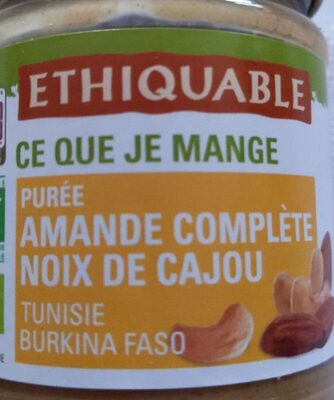 ETHIQUABLE
CE QUE JE MANGE
PURÉE
AMANDE COMPLÈTE
NOIX DE CAJOU
TUNISIE
BURKINA FASO